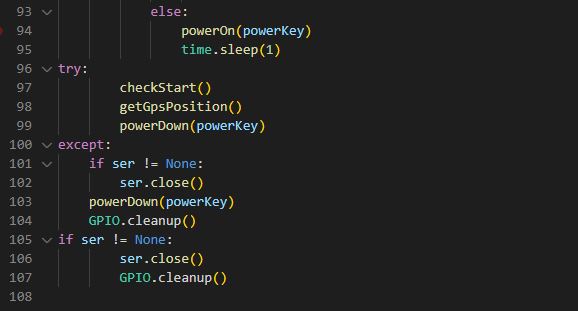 93 else:
94 powerOn(powerKey)
95 time.sleep(1)
96 try:
97 checkStart()
98 getGpsPosition()
99 powerDown(powerKey)
100 except:
101 if ser != None:
102 ser.close()
103 powerDown(powerKey)
104 GPIO.cleanup()
105 if ser != None:
106 ser.close()
107 GPIO.cleanup()
108